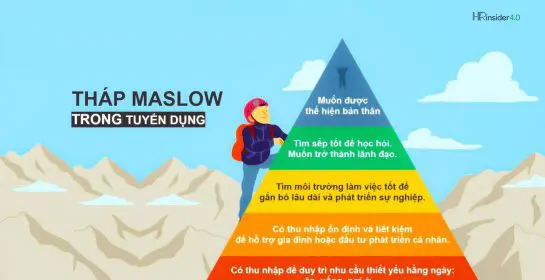 HRinsider4.0
THÁP MASLOW
TRONG TUYỂN DỤNG
Muốn được
thể hiện bản thân
Tìm sếp tốt để học hỏi.
Muốn trở thành lãnh đạo.
Tìm môi trường làm việc tốt để
gắn bó lâu dài và phát triển sự nghiệp.
Có thu nhập ổn định và tiết kiệm
để hỗ trợ gia đình hoặc đầu tư phát triển cá nhân.
Có thu nhập để duy trì nhu cầu thiết yếu hằng ngày: